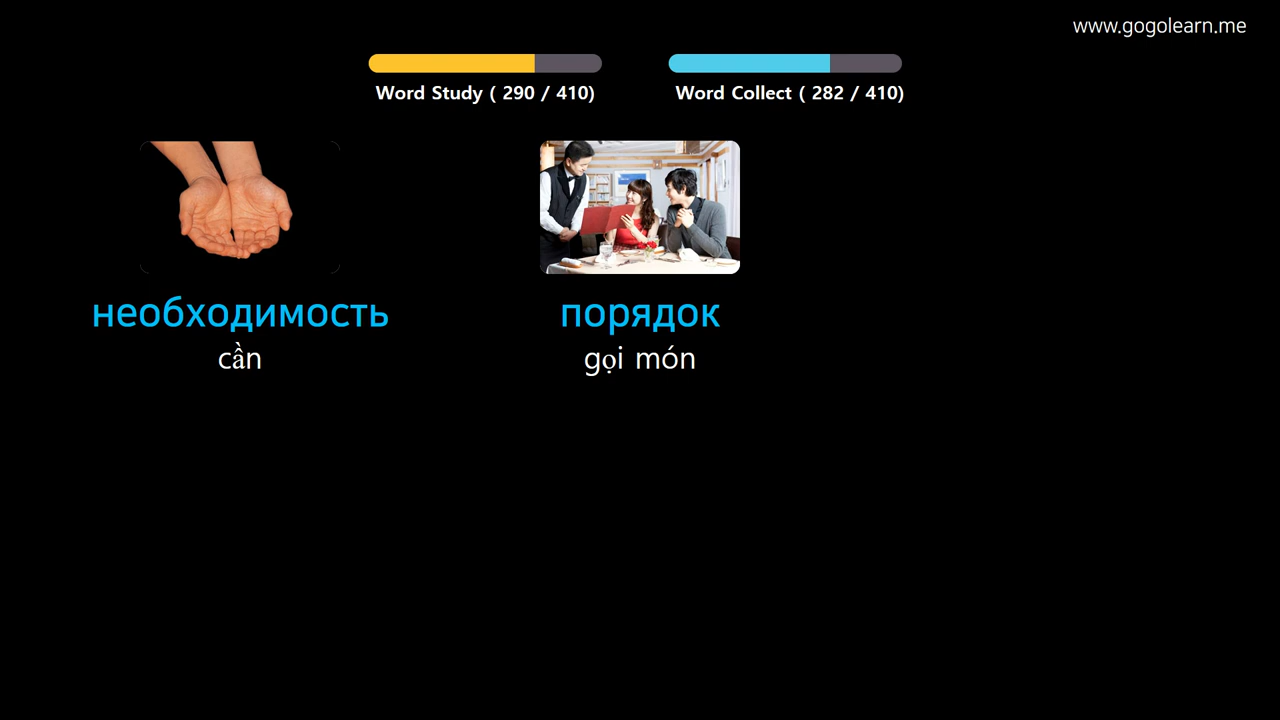 www.gogolearn.me
Word Study ( 290 / 410)
Word Collect ( 282 / 410)
необходимость
cần
порядок
gọi món